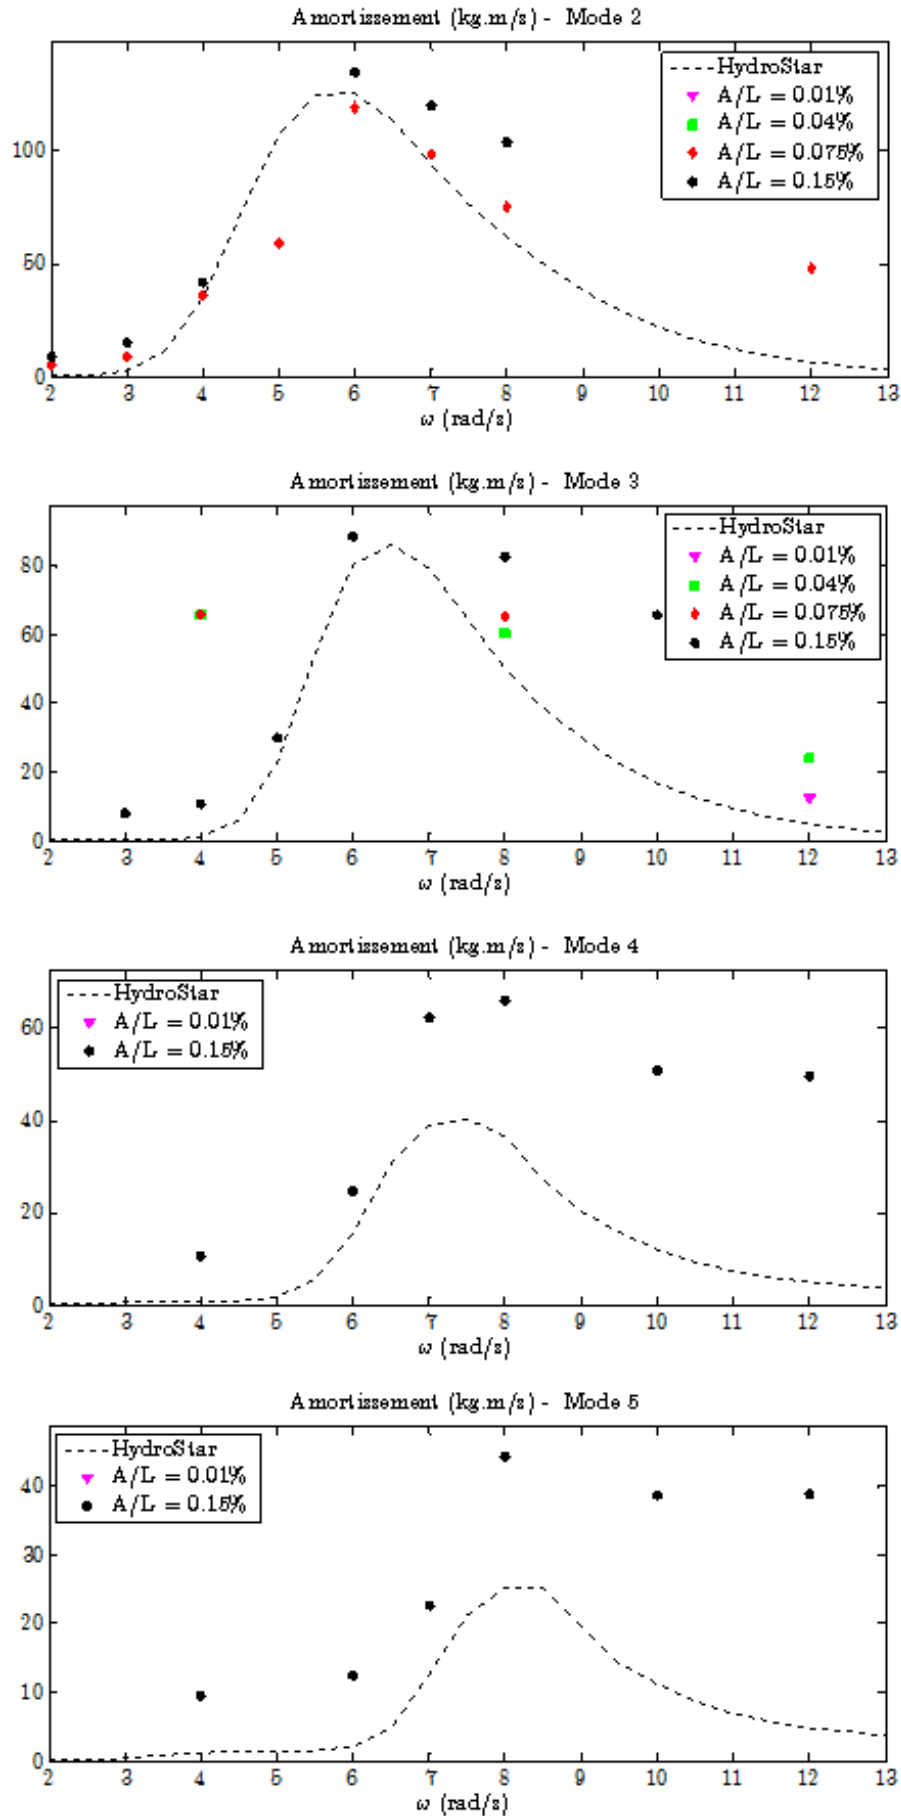 Amortissement (kg.m/s) - Mode 2
HydroStar
A/L = 0.01%
A/L = 0.04%
A/L = 0.075%
A/L = 0.15%
100
50
0
2 3 4 5 6 7 8 9 10 11 12 13
ω (rad/s)
Amortissement (kg.m/s) - Mode 3
HydroStar
A/L = 0.01%
A/L = 0.04%
A/L = 0.075%
A/L = 0.15%
80
60
40
20
0
2 3 4 5 6 7 8 9 10 11 12 13
ω (rad/s)
Amortissement (kg.m/s) - Mode 4
HydroStar
A/L = 0.01%
A/L = 0.15%
60
40
20
0
2 3 4 5 6 7 8 9 10 11 12 13
ω (rad/s)
Amortissement (kg.m/s) - Mode 5
HydroStar
A/L = 0.01%
A/L = 0.15%
40
30
20
10
0
2 3 4 5 6 7 8 9 10 11 12 13
ω (rad/s)